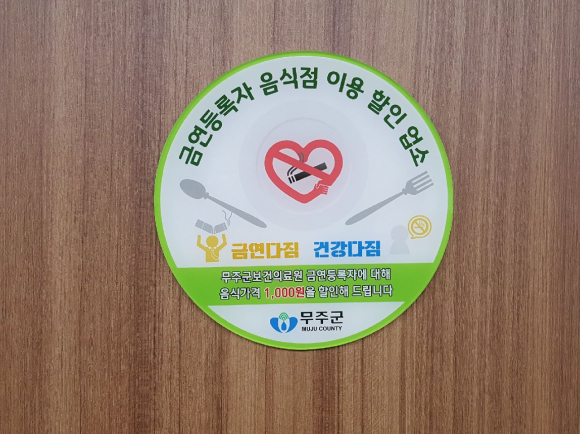 금연등록자 음식점 이용 할인 업소
금연다짐 건강다짐
무주군보건의료원 금연등록자에 대해
음식가격 1,000원을 할인해 드립니다
무주군
MUJU COUNTY